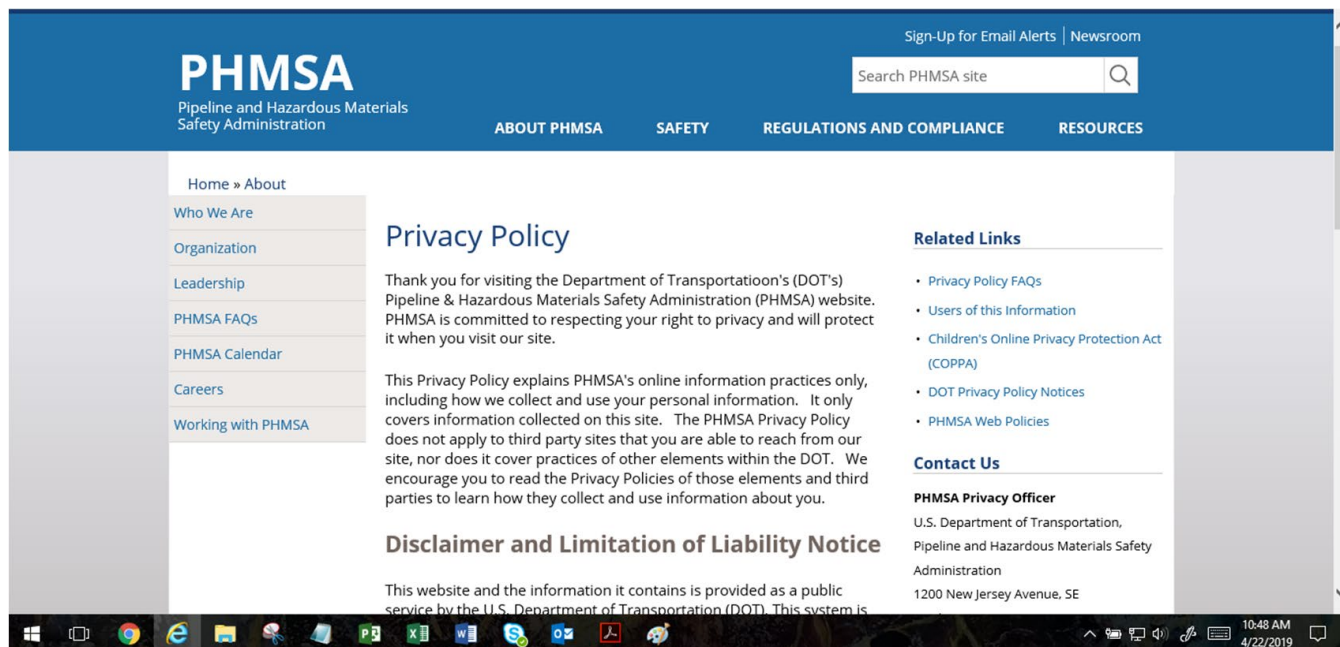 Sign-Up for Email Alerts | Newsroom
PHMSA
Pipeline and Hazardous Materials
Safety Administration
Search PHMSA site
ABOUT PHMSA SAFETY REGULATIONS AND COMPLIANCE RESOURCES
Home » About
Who We Are
Organization
Leadership
PHMSA FAQs
PHMSA Calendar
Careers
Working with PHMSA
Privacy Policy
Thank you for visiting the Department of Transportatioon's (DOT's)
Pipeline & Hazardous Materials Safety Administration (PHMSA) website.
PHMSA is committed to respecting your right to privacy and will protect
it when you visit our site.
This Privacy Policy explains PHMSA's online information practices only,
including how we collect and use your personal information. It only
covers information collected on this site. The PHMSA Privacy Policy
does not apply to third party sites that you are able to reach from our
site, nor does it cover practices of other elements within the DOT. We
encourage you to read the Privacy Policies of those elements and third
parties to learn how they collect and use information about you.
Disclaimer and Limitation of Liability Notice
This website and the information it contains is provided as a public
service by the U.S. Department of Transportation (DOT). This system is
Related Links
• Privacy Policy FAQs
• Users of this Information
• Children's Online Privacy Protection Act
(COPPA)
• DOT Privacy Policy Notices
• PHMSA Web Policies
Contact Us
PHMSA Privacy Officer
U.S. Department of Transportation,
Pipeline and Hazardous Materials Safety
Administration
1200 New Jersey Avenue, SE
10:48 AM
4/22/2019